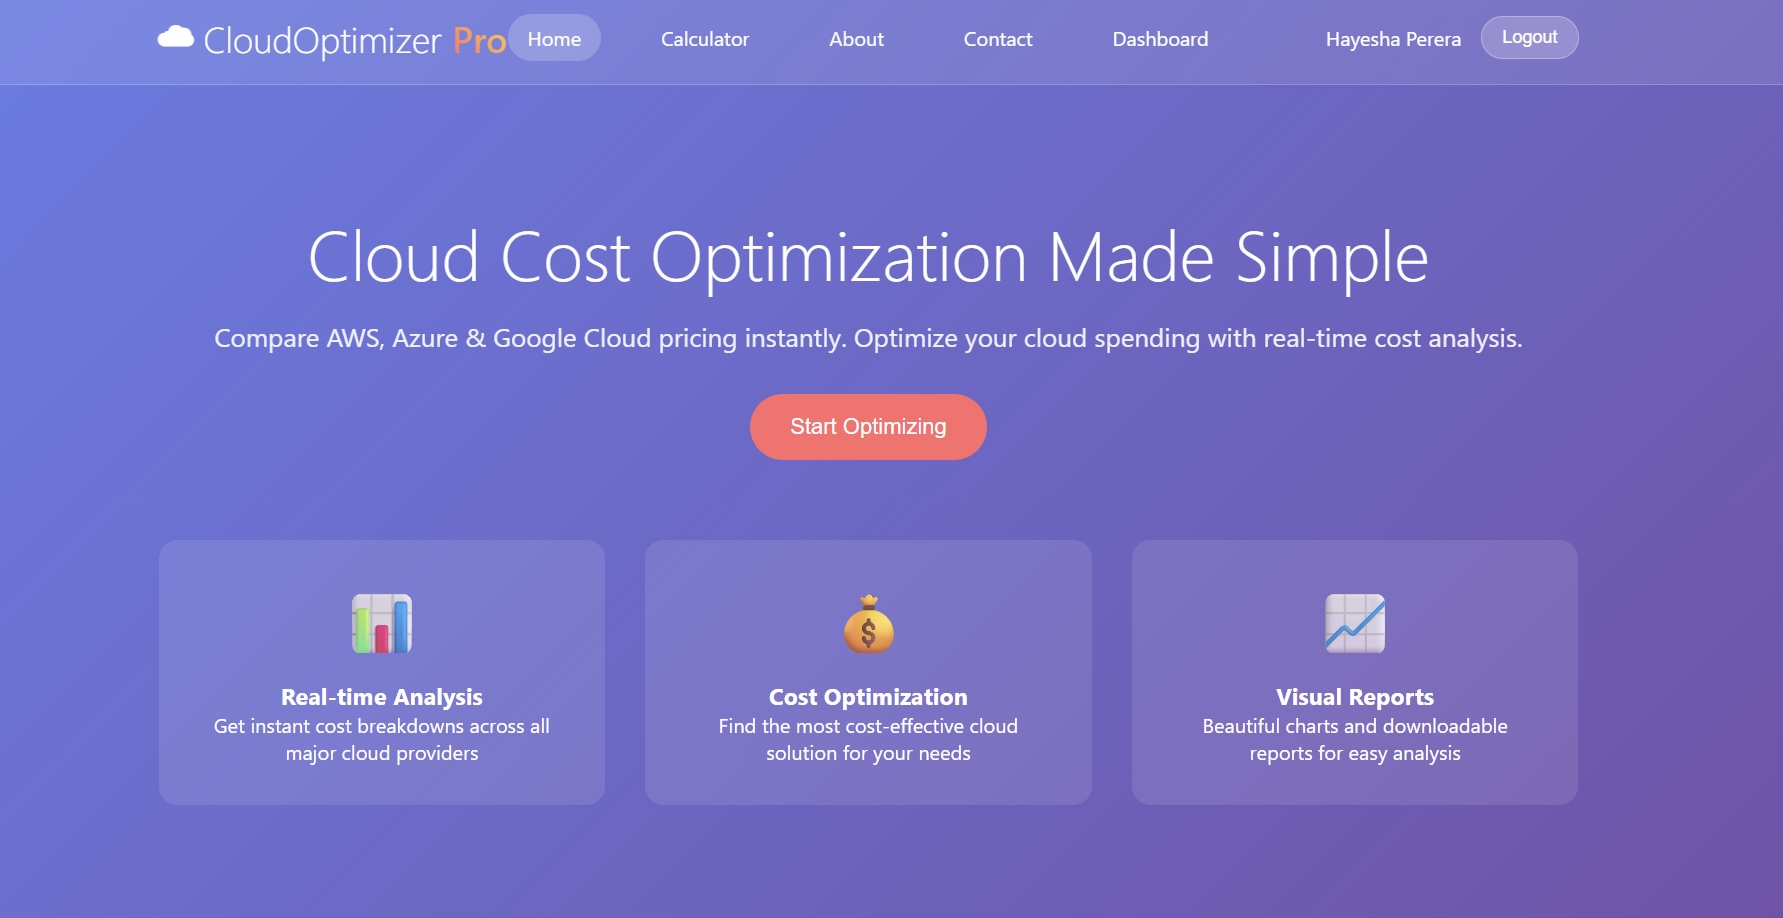 CloudOptimizer Pro Home Calculator About Contact Dashboard Hayesha Perera Logout
Cloud Cost Optimization Made Simple
Compare AWS, Azure & Google Cloud pricing instantly. Optimize your cloud spending with real-time cost analysis.
Start Optimizing
$
Real-time Analysis
Get instant cost breakdowns across all
major cloud providers
Cost Optimization
Find the most cost-effective cloud
solution for your needs
Visual Reports
Beautiful charts and downloadable
reports for easy analysis